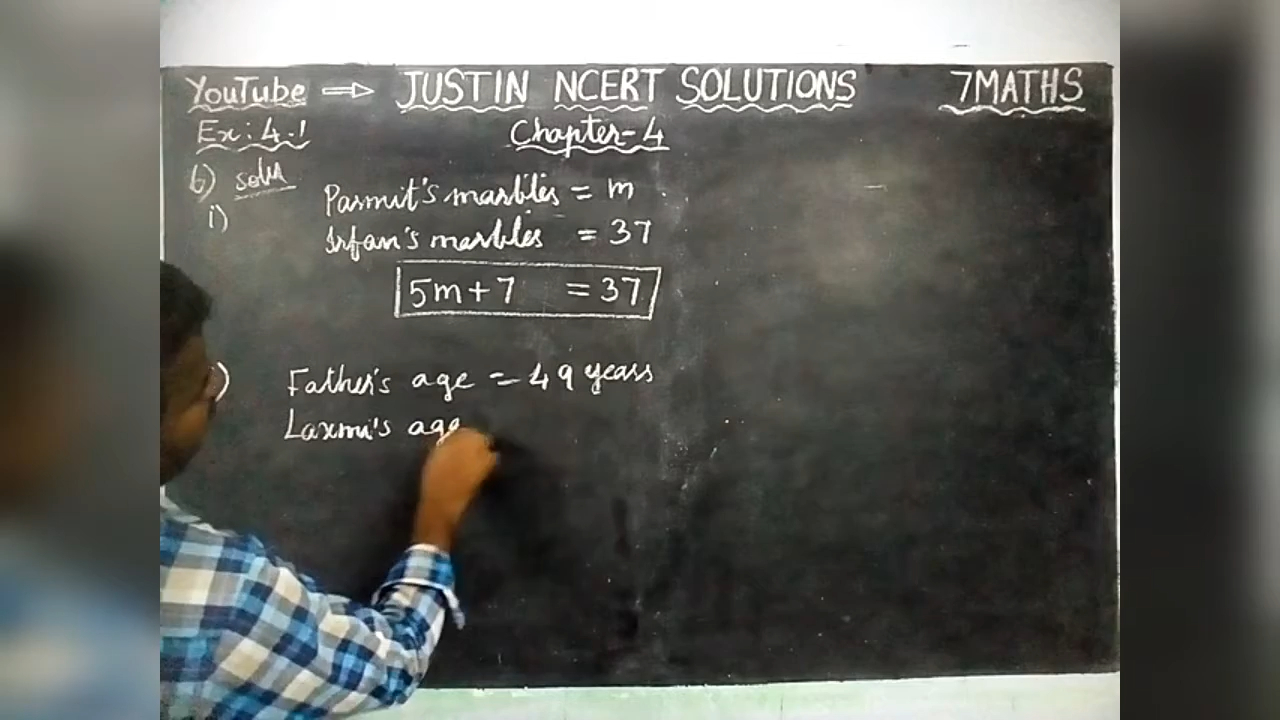 YouTube ⇒ JUSTIN NCERT SOLUTIONS 7MATHS
Ex: 4.1 Chapter-4
6) soln
i) Parmit's marbles = m
Irfan's marbles = 37
5m+7 = 37
) Father's age = 49 years
Laxmi's age